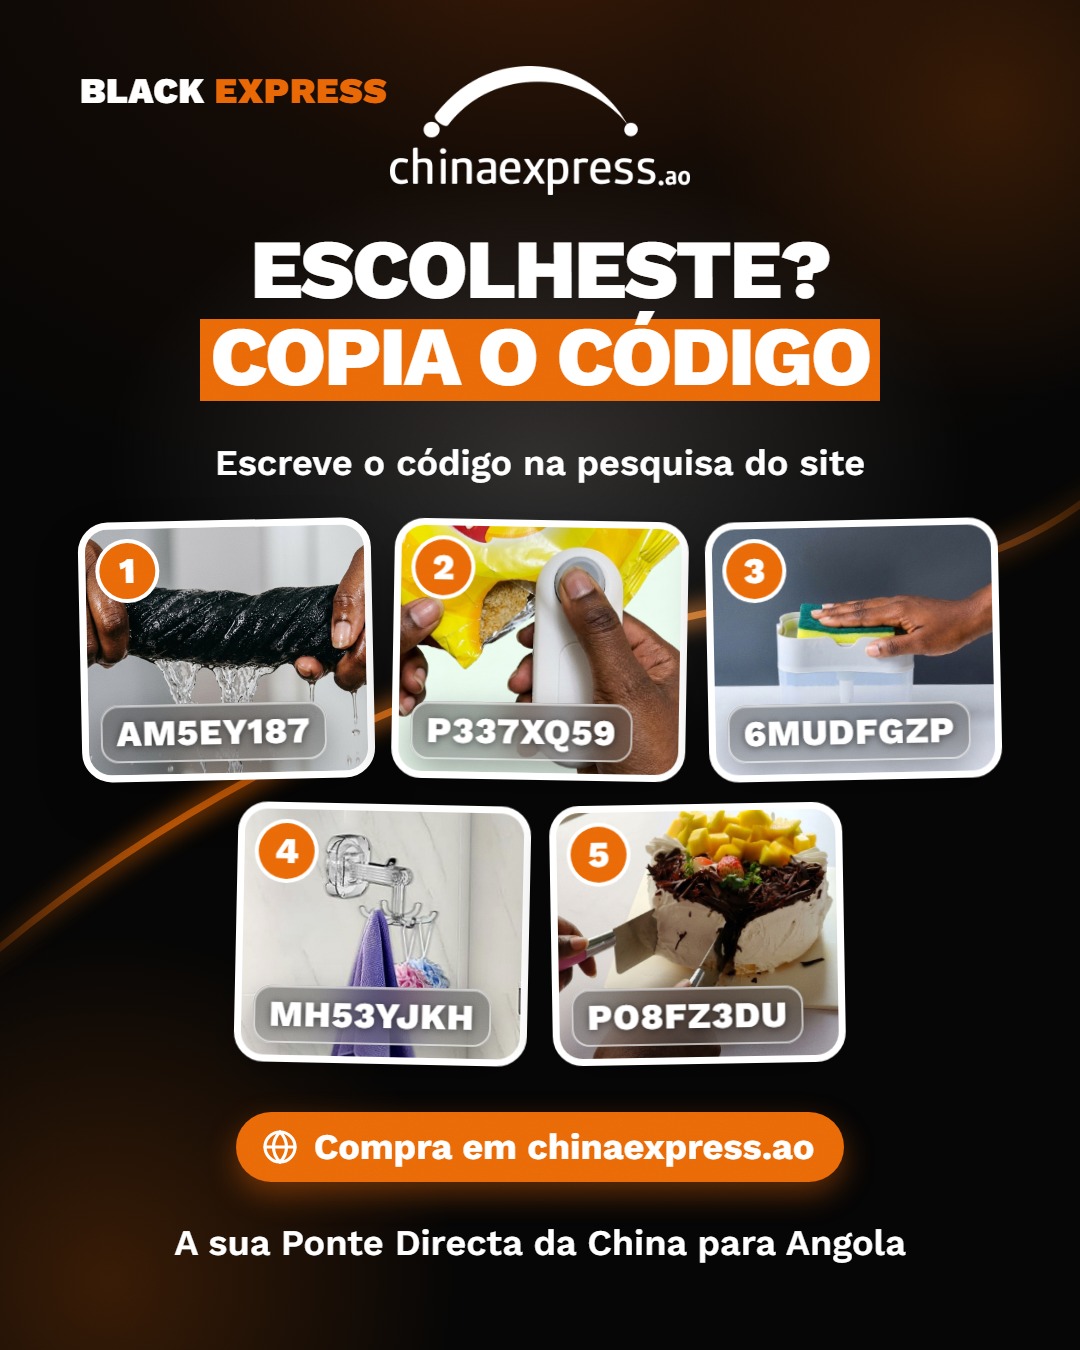 BLACK EXPRESS
chinaexpress.ao
ESCOLHESTE?
COPIA O CÓDIGO
Escreve o código na pesquisa do site
1
AM5EY187
2
P337XQ59
3
6MUDFGZP
4
MH53YJKH
5
PO8FZ3DU
Compra em chinaexpress.ao
A sua Ponte Directa da China para Angola